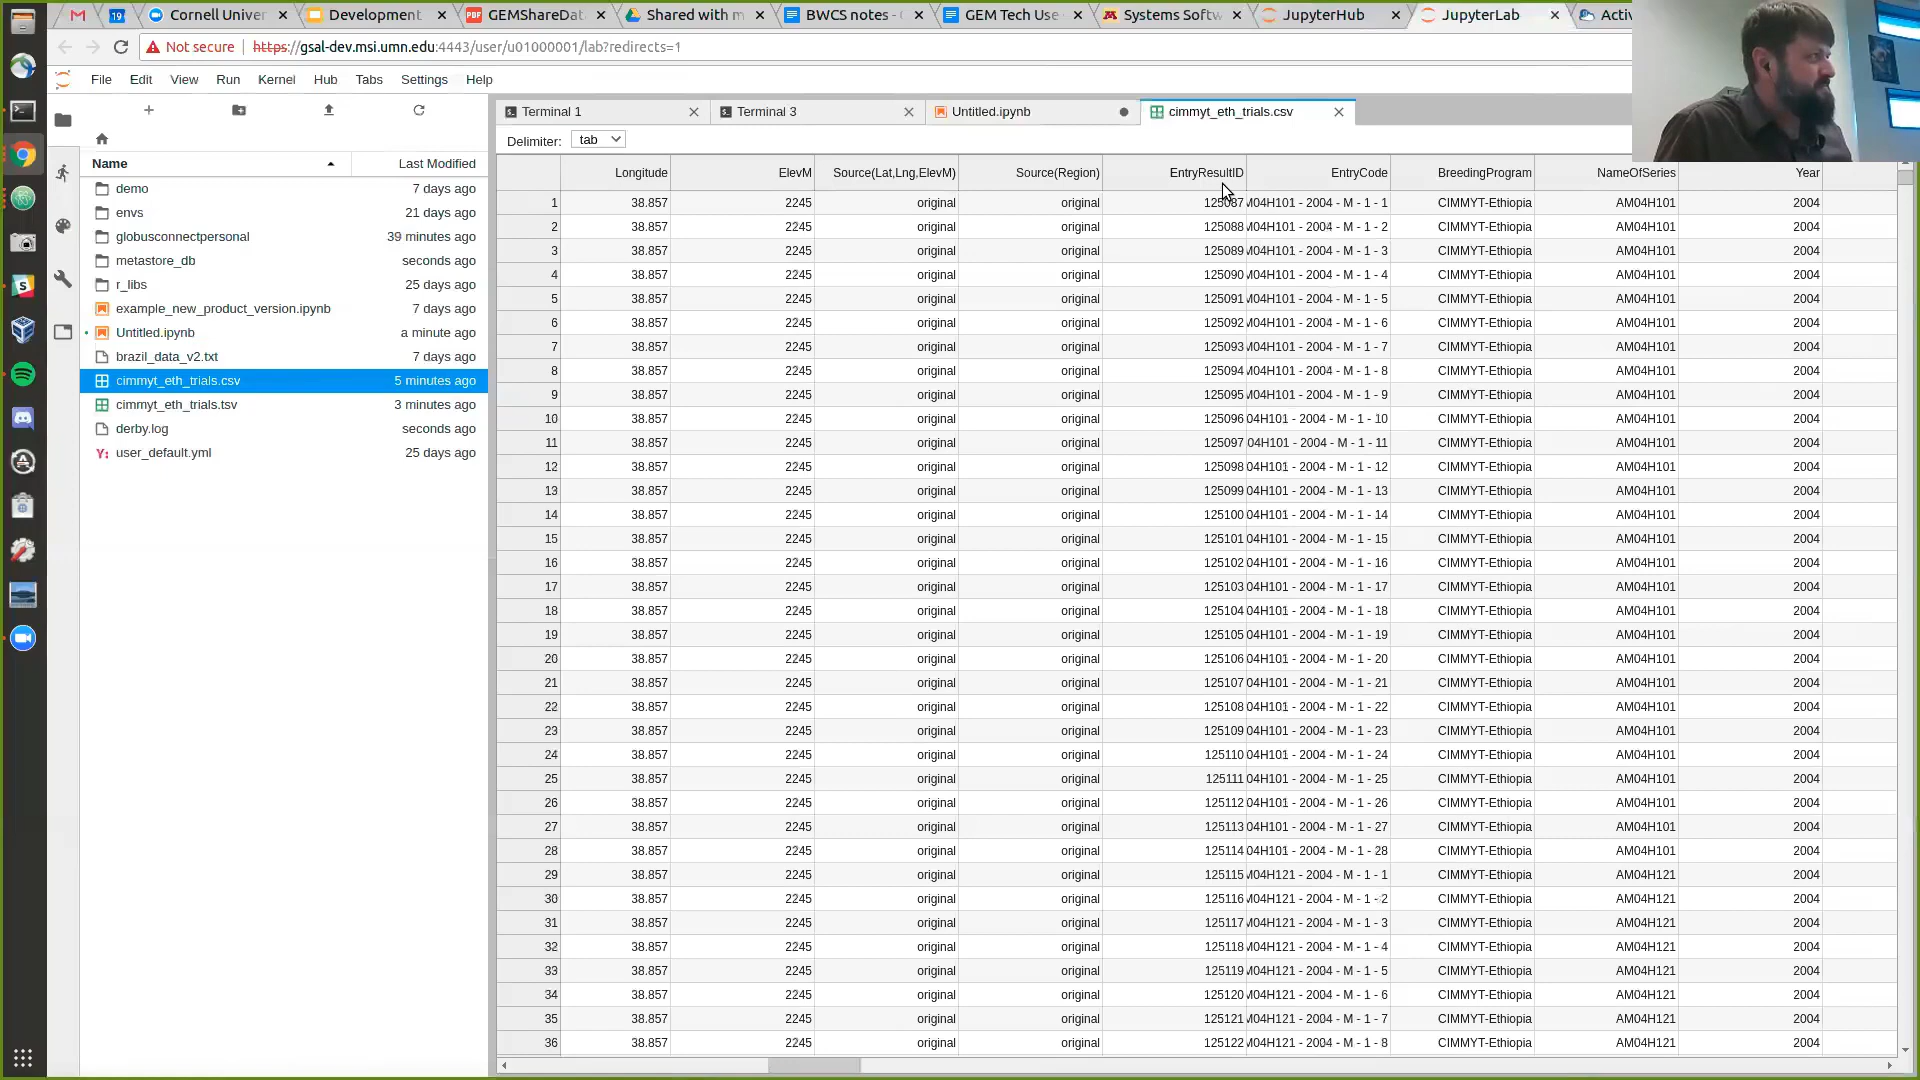 Cornell Univer
Development
GEMShareDat
Shared with m
BWCS notes -
GEM Tech Use
Systems Softw
JupyterHub
JupyterLab
Activ
Not secure
https://gsal-dev.msi.umn.edu:4443/user/u01000001/lab?redirects=1
File Edit View Run Kernel Hub Tabs Settings Help
Terminal 1
Terminal 3
Untitled.ipynb
cimmyt_eth_trials.csv
Delimiter: tab
Name Last Modified
demo 7 days ago
envs 21 days ago
globusconnectpersonal 39 minutes ago
metastore_db seconds ago
r_libs 25 days ago
example_new_product_version.ipynb 7 days ago
Untitled.ipynb a minute ago
brazil_data_v2.txt 7 days ago
cimmyt_eth_trials.csv 5 minutes ago
cimmyt_eth_trials.tsv 3 minutes ago
derby.log seconds ago
user_default.yml 25 days ago
Longitude ElevM Source(Lat,Lng,ElevM) Source(Region) EntryResultID EntryCode BreedingProgram NameOfSeries Year
1 38.857 2245 original original 125087 M04H101 - 2004 - M - 1 - 1 CIMMYT-Ethiopia AM04H101 2004
2 38.857 2245 original original 125088 M04H101 - 2004 - M - 1 - 2 CIMMYT-Ethiopia AM04H101 2004
3 38.857 2245 original original 125089 M04H101 - 2004 - M - 1 - 3 CIMMYT-Ethiopia AM04H101 2004
4 38.857 2245 original original 125090 M04H101 - 2004 - M - 1 - 4 CIMMYT-Ethiopia AM04H101 2004
5 38.857 2245 original original 125091 M04H101 - 2004 - M - 1 - 5 CIMMYT-Ethiopia AM04H101 2004
6 38.857 2245 original original 125092 M04H101 - 2004 - M - 1 - 6 CIMMYT-Ethiopia AM04H101 2004
7 38.857 2245 original original 125093 M04H101 - 2004 - M - 1 - 7 CIMMYT-Ethiopia AM04H101 2004
8 38.857 2245 original original 125094 M04H101 - 2004 - M - 1 - 8 CIMMYT-Ethiopia AM04H101 2004
9 38.857 2245 original original 125095 M04H101 - 2004 - M - 1 - 9 CIMMYT-Ethiopia AM04H101 2004
10 38.857 2245 original original 125096 04H101 - 2004 - M - 1 - 10 CIMMYT-Ethiopia AM04H101 2004
11 38.857 2245 original original 125097 04H101 - 2004 - M - 1 - 11 CIMMYT-Ethiopia AM04H101 2004
12 38.857 2245 original original 125098 04H101 - 2004 - M - 1 - 12 CIMMYT-Ethiopia AM04H101 2004
13 38.857 2245 original original 125099 04H101 - 2004 - M - 1 - 13 CIMMYT-Ethiopia AM04H101 2004
14 38.857 2245 original original 125100 04H101 - 2004 - M - 1 - 14 CIMMYT-Ethiopia AM04H101 2004
15 38.857 2245 original original 125101 04H101 - 2004 - M - 1 - 15 CIMMYT-Ethiopia AM04H101 2004
16 38.857 2245 original original 125102 04H101 - 2004 - M - 1 - 16 CIMMYT-Ethiopia AM04H101 2004
17 38.857 2245 original original 125103 04H101 - 2004 - M - 1 - 17 CIMMYT-Ethiopia AM04H101 2004
18 38.857 2245 original original 125104 04H101 - 2004 - M - 1 - 18 CIMMYT-Ethiopia AM04H101 2004
19 38.857 2245 original original 125105 04H101 - 2004 - M - 1 - 19 CIMMYT-Ethiopia AM04H101 2004
20 38.857 2245 original original 125106 04H101 - 2004 - M - 1 - 20 CIMMYT-Ethiopia AM04H101 2004
21 38.857 2245 original original 125107 04H101 - 2004 - M - 1 - 21 CIMMYT-Ethiopia AM04H101 2004
22 38.857 2245 original original 125108 04H101 - 2004 - M - 1 - 22 CIMMYT-Ethiopia AM04H101 2004
23 38.857 2245 original original 125109 04H101 - 2004 - M - 1 - 23 CIMMYT-Ethiopia AM04H101 2004
24 38.857 2245 original original 125110 04H101 - 2004 - M - 1 - 24 CIMMYT-Ethiopia AM04H101 2004
25 38.857 2245 original original 125111 04H101 - 2004 - M - 1 - 25 CIMMYT-Ethiopia AM04H101 2004
26 38.857 2245 original original 125112 04H101 - 2004 - M - 1 - 26 CIMMYT-Ethiopia AM04H101 2004
27 38.857 2245 original original 125113 04H101 - 2004 - M - 1 - 27 CIMMYT-Ethiopia AM04H101 2004
28 38.857 2245 original original 125114 04H101 - 2004 - M - 1 - 28 CIMMYT-Ethiopia AM04H101 2004
29 38.857 2245 original original 125115 M04H121 - 2004 - M - 1 - 1 CIMMYT-Ethiopia AM04H121 2004
30 38.857 2245 original original 125116 M04H121 - 2004 - M - 1 - 2 CIMMYT-Ethiopia AM04H121 2004
31 38.857 2245 original original 125117 M04H121 - 2004 - M - 1 - 3 CIMMYT-Ethiopia AM04H121 2004
32 38.857 2245 original original 125118 M04H121 - 2004 - M - 1 - 4 CIMMYT-Ethiopia AM04H121 2004
33 38.857 2245 original original 125119 M04H121 - 2004 - M - 1 - 5 CIMMYT-Ethiopia AM04H121 2004
34 38.857 2245 original original 125120 M04H121 - 2004 - M - 1 - 6 CIMMYT-Ethiopia AM04H121 2004
35 38.857 2245 original original 125121 M04H121 - 2004 - M - 1 - 7 CIMMYT-Ethiopia AM04H121 2004
36 38.857 2245 original original 125122 M04H121 - 2004 - M - 1 - 8 CIMMYT-Ethiopia AM04H121 2004